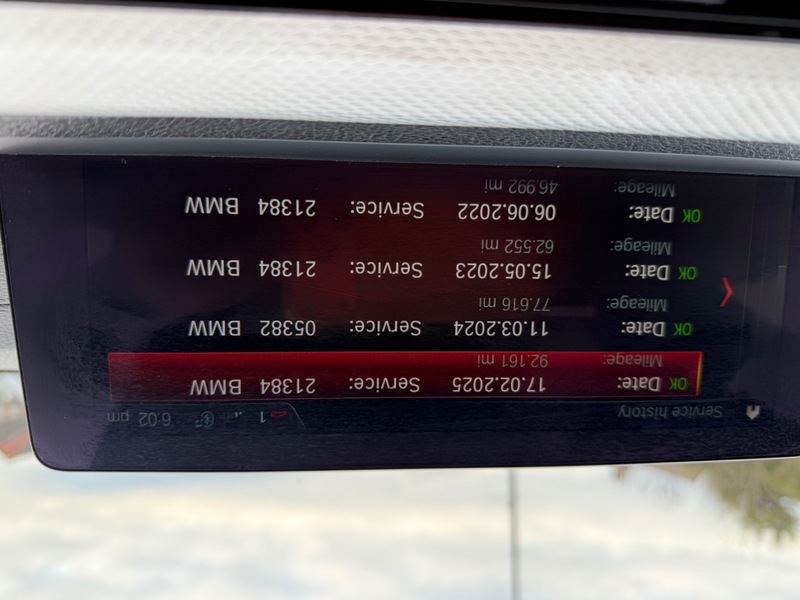 Service history 1 6:02 pm
OK Date: 17.02.2025 Service: 21384 BMW
Mileage: 92.161 mi
OK Date: 11.03.2024 Service: 05382 BMW
Mileage: 77.616 mi
OK Date: 15.05.2023 Service: 21384 BMW
Mileage: 62.552 mi
OK Date: 06.06.2022 Service: 21384 BMW
Mileage: 46.992 mi